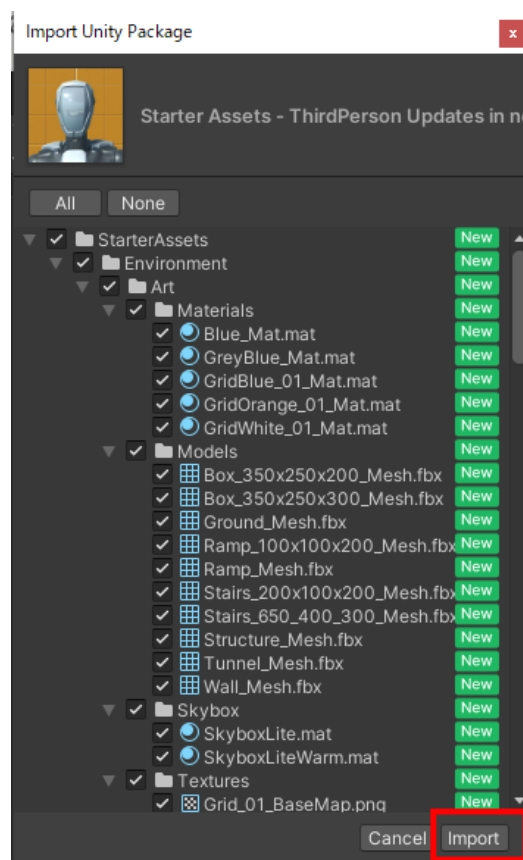 Import Unity Package
x
Starter Assets - ThirdPerson Updates in n
All None
StarterAssets New
Environment New
Art New
Materials New
Blue_Mat.mat New
GreyBlue_Mat.mat New
GridBlue_01_Mat.mat New
GridOrange_01_Mat.mat New
GridWhite_01_Mat.mat New
Models New
Box_350x250x200_Mesh.fbx New
Box_350x250x300_Mesh.fbx New
Ground_Mesh.fbx New
Ramp_100x100x200_Mesh.fbx New
Ramp_Mesh.fbx New
Stairs_200x100x200_Mesh.fbx New
Stairs_650_400_300_Mesh.fbx New
Structure_Mesh.fbx New
Tunnel_Mesh.fbx New
Wall_Mesh.fbx New
Skybox New
SkyboxLite.mat New
SkyboxLiteWarm.mat New
Textures New
Grid_01_BaseMap.png New
Cancel Import